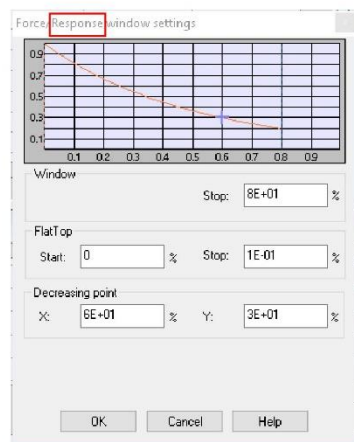 Force/Response window settings
0.9
0.7
0.5
0.3
0.1
0.1 0.2 0.3 0.4 0.5 0.6 0.7 0.8 0.9
Window
Stop: 8E+01 %
FlatTop
Start: 0 % Stop: 1E-01 %
Decreasing point
X: 6E+01 % Y: 3E+01 %
OK Cancel Help